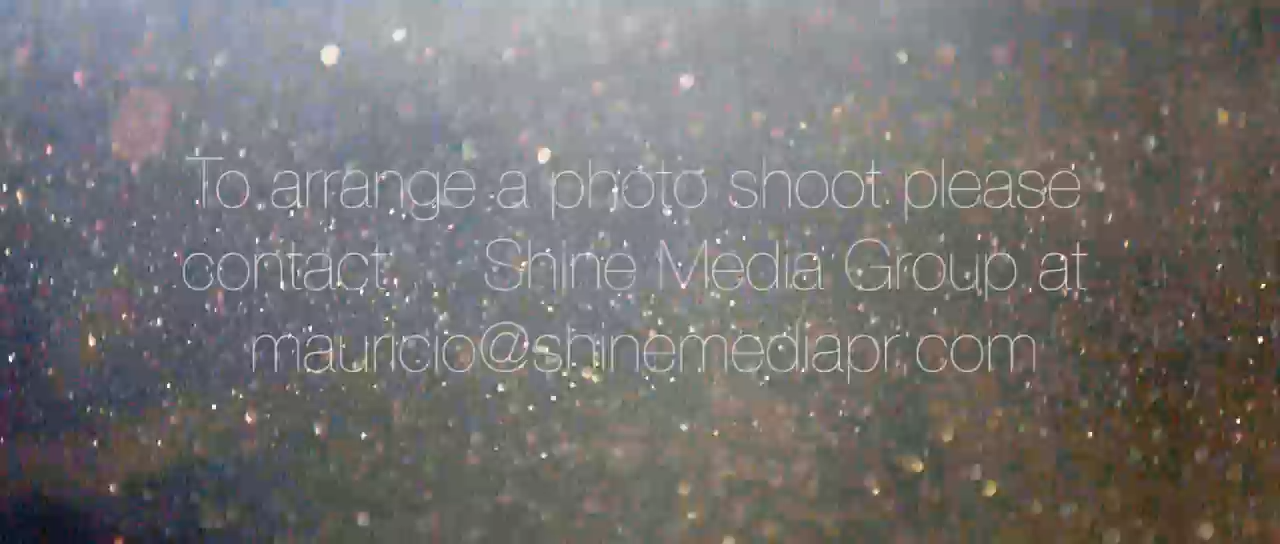 To arrange a photo shoot please
contact Shine Media Group at
mauricio@shinemediapr.com